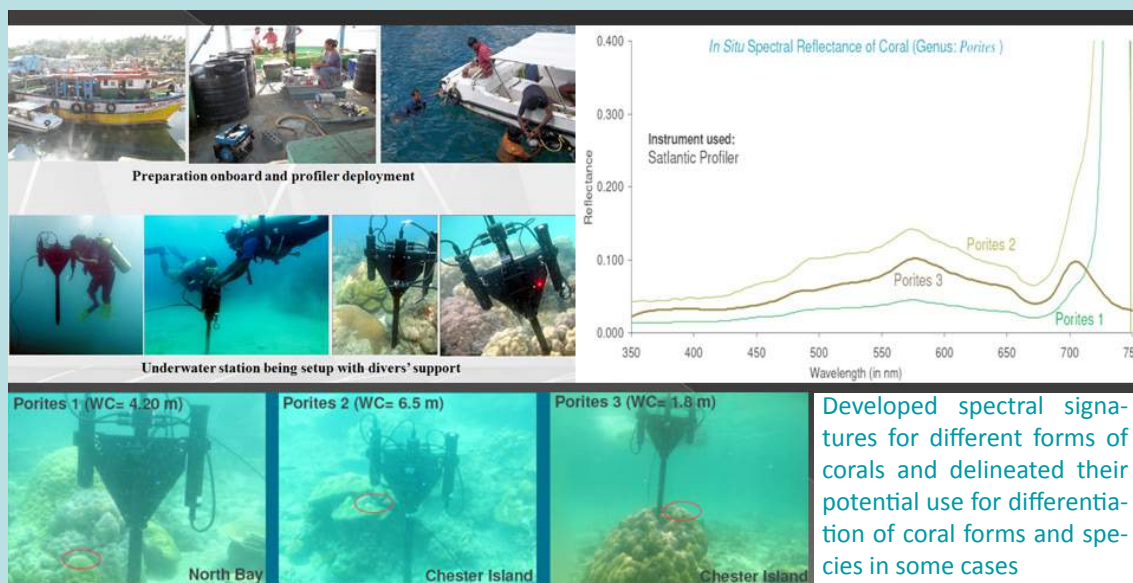 Preparation onboard and profiler deployment
Underwater station being setup with divers' support
In Situ Spectral Reflectance of Coral (Genus: Porites )
Instrument used:
Satlantic Profiler
Reflectance
0.400
0.300
0.200
0.100
0.000
Porites 2
Porites 3
Porites 1
350 400 450 500 550 600 650 700 75
Wavelength (in nm)
Porites 1 (WC= 4.20 m)
North Bay
Porites 2 (WC= 6.5 m)
Chester Island
Porites 3 (WC= 1.8 m)
Chester Island
Developed spectral signa-
tures for different forms of
corals and delineated their
potential use for differentia-
tion of coral forms and spe-
cies in some cases